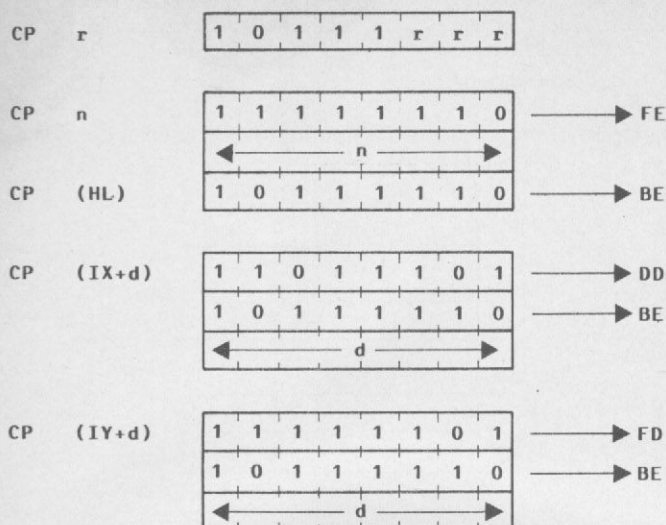 CP r 1 0 1 1 1 r r r
CP n 1 1 1 1 1 1 1 0 FE
n
CP (HL) 1 0 1 1 1 1 1 0 BE
CP (IX+d) 1 1 0 1 1 1 0 1 DD
1 0 1 1 1 1 1 0 BE
d
CP (IY+d) 1 1 1 1 1 1 0 1 FD
1 0 1 1 1 1 1 0 BE
d